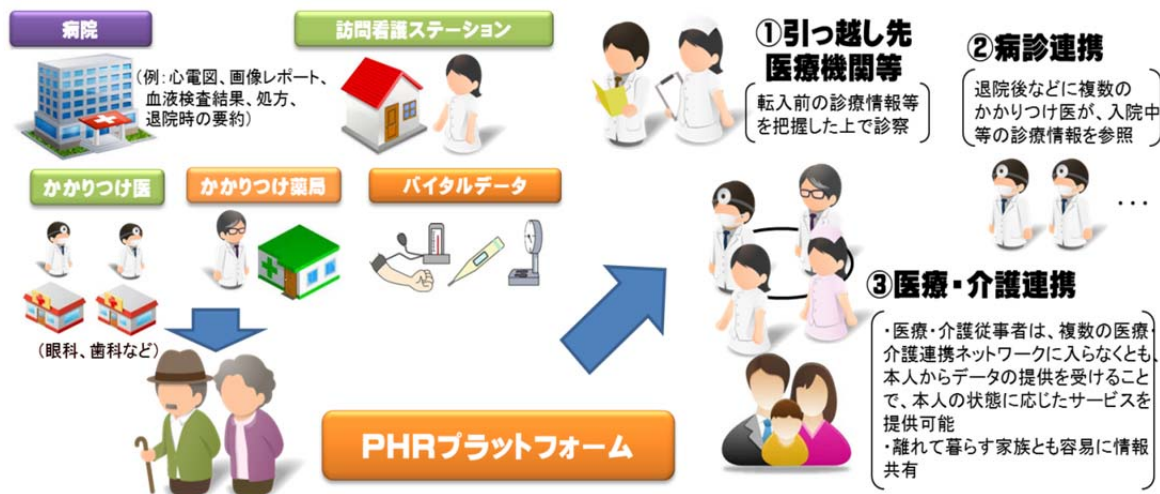 病院
(例:心電図、画像レポート、
血液検査結果、処方、
退院時の要約)
訪問看護ステーション
かかりつけ医
(眼科、歯科など)
かかりつけ薬局
バイタルデータ
PHRプラットフォーム
①引っ越し先
医療機関等
転入前の診療情報等
を把握した上で診察
②病診連携
退院後などに複数の
かかりつけ医が、入院中
等の診療情報を参照
…
③医療・介護連携
・医療・介護従事者は、複数の医療・
介護連携ネットワークに入らなくとも、
本人からデータの提供を受けること
で、本人の状態に応じたサービスを
提供可能
・離れて暮らす家族とも容易に情報
共有